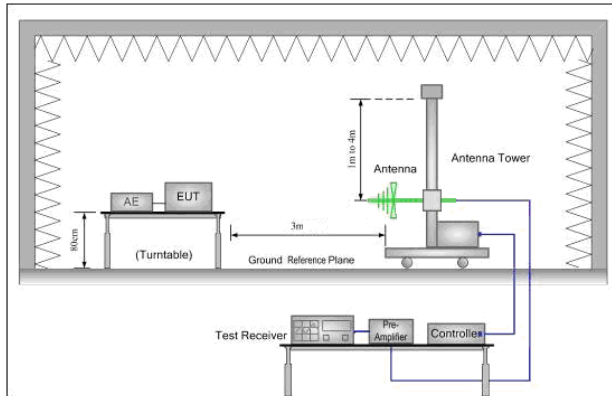 1m to 4m
Antenna
Antenna Tower
AE
EUT
80cm
(Turntable)
3m
Ground Reference Plane
Test Receiver
Pre-
Amplifier
Controller